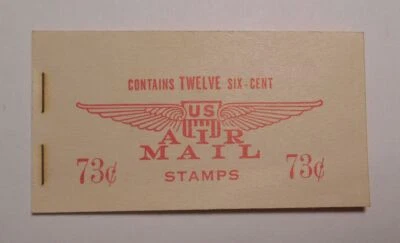 CONTAINS TWELVE SIX-CENT
US
AIR
MAIL
73¢ STAMPS 73¢